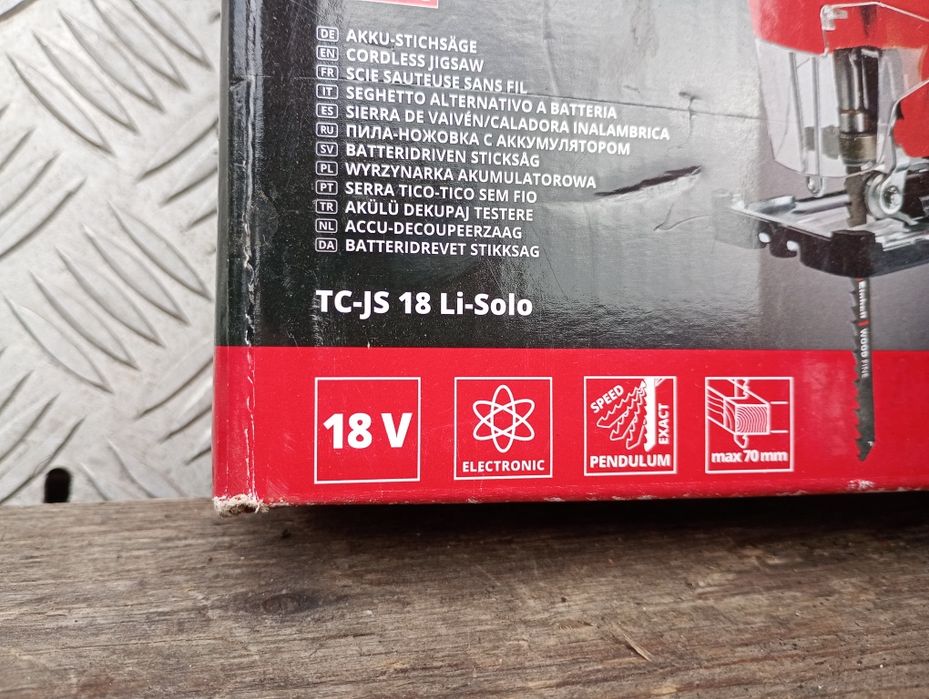 DE AKKU-STICHSÄGE
EN CORDLESS JIGSAW
FR SCIE SAUTEUSE SANS FIL
IT SEGHETTO ALTERNATIVO A BATTERIA
ES SIERRA DE VAIVÉN/CALADORA INALAMBRICA
RU ПИЛА-НОЖОВКА С АККУМУЛЯТОРОМ
SV BATTERIDRIVEN STICKSÅG
PL WYRZYNARKA AKUMULATOROWA
PT SERRA TICO-TICO SEM FIO
TR AKÜLÜ DEKUPAJ TESTERE
NL ACCU-DECOUPEERZAAG
DA BATTERIDREVET STIKKSAG
TC-JS 18 Li-Solo
Einhell WOOD FINE
18 V
ELECTRONIC
SPEED
EXACT
PENDULUM
max 70 mm